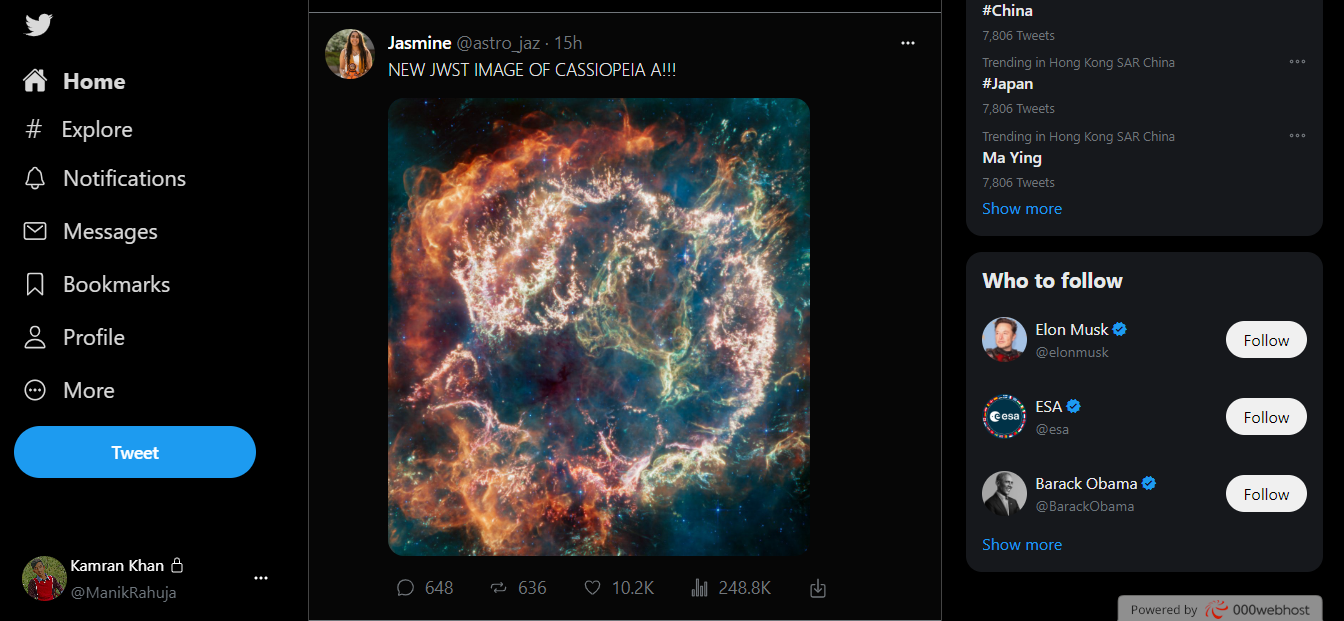 Home
Explore
Notifications
Messages
Bookmarks
Profile
More
Tweet
Kamran Khan
@ManikRahuja
Jasmine @astro_jaz · 15h
NEW JWST IMAGE OF CASSIOPEIA A!!!
648 636 10.2K 248.8K
#China
7,806 Tweets
Trending in Hong Kong SAR China
#Japan
7,806 Tweets
Trending in Hong Kong SAR China
Ma Ying
7,806 Tweets
Show more
Who to follow
Elon Musk
@elonmusk
Follow
esa
ESA
@esa
Follow
Barack Obama
@BarackObama
Follow
Show more
Powered by 000webhost